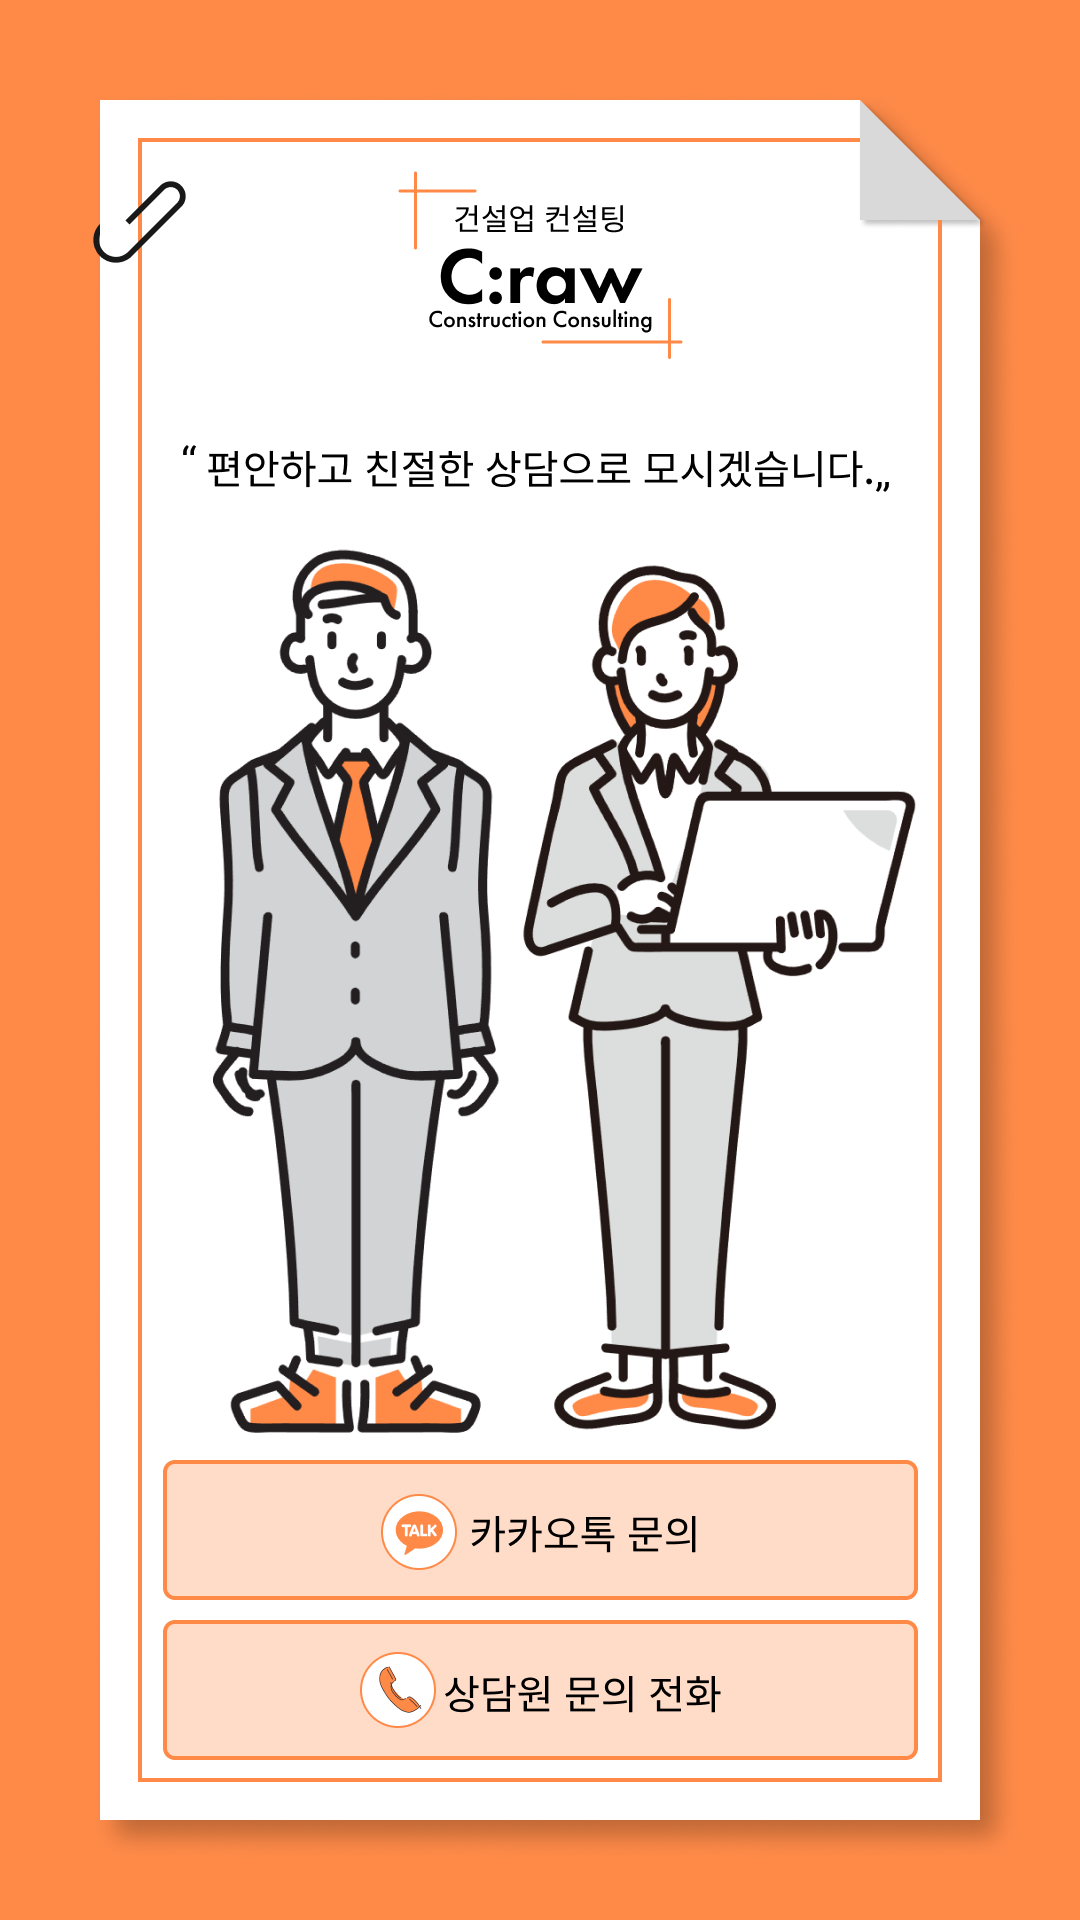 건설업 컨설팅
C:raw
Construction Consulting
“ 편안하고 친절한 상담으로 모시겠습니다.„
TALK 카카오톡 문의
상담원 문의 전화